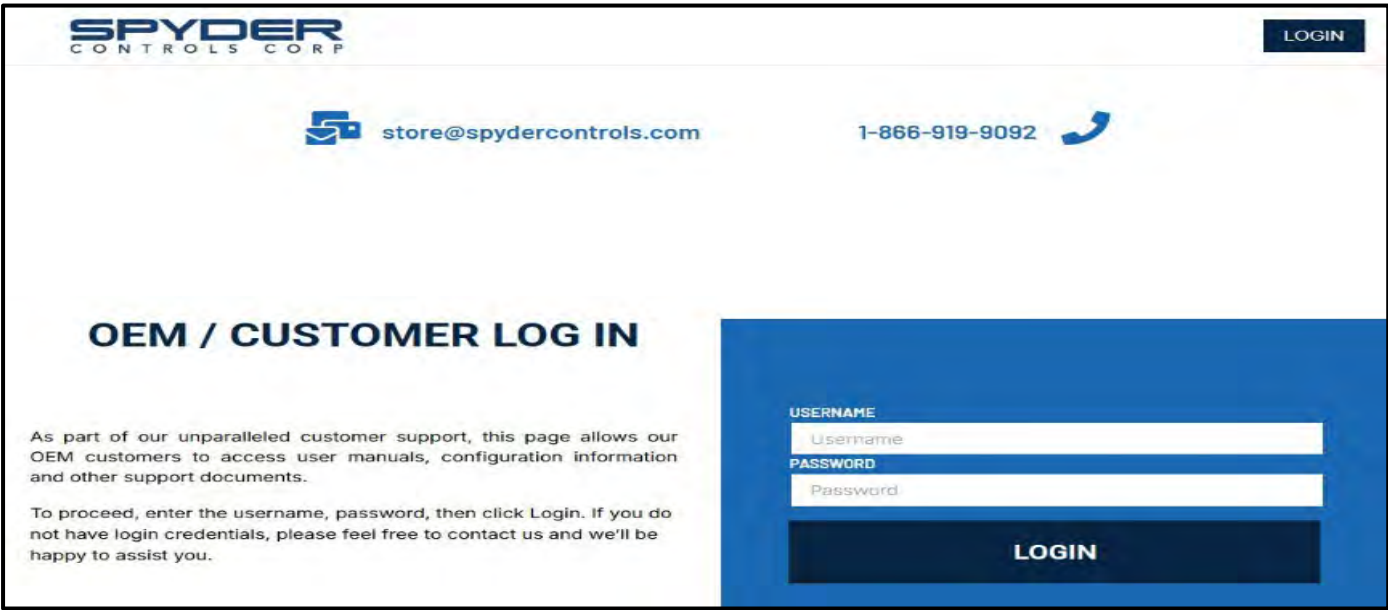 SPYDER
CONTROLS CORP
LOGIN
store@spydercontrols.com
1-866-919-9092
OEM / CUSTOMER LOG IN
As part of our unparalleled customer support, this page allows our
OEM customers to access user manuals, configuration information
and other support documents.
To proceed, enter the username, password, then click Login. If you do
not have login credentials, please feel free to contact us and we'll be
happy to assist you.
USERNAME
Username
PASSWORD
Password
LOGIN